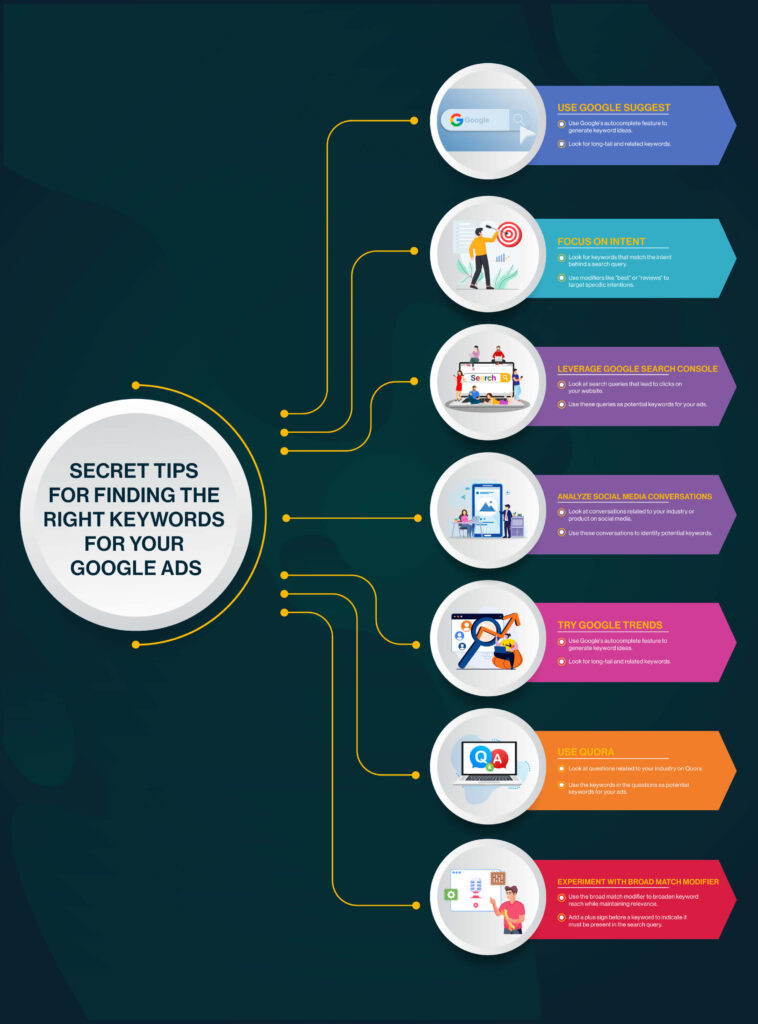 SECRET TIPS
FOR FINDING THE
RIGHT KEYWORDS
FOR YOUR
GOOGLE ADS
Google
USE GOOGLE SUGGEST
Use Google's autocomplete feature to
generate keyword ideas.
Look for long-tail and related keywords.
FOCUS ON INTENT
Look for keywords that match the intent
behind a search query.
Use modifiers like "best" or "reviews" to
target specific intentions.
Search
LEVERAGE GOOGLE SEARCH CONSOLE
Look at search queries that lead to clicks on
your website.
Use these queries as potential keywords for your ads.
ANALYZE SOCIAL MEDIA CONVERSATIONS
Look at conversations related to your industry or
product on social media.
Use these conversations to identify potential keywords.
TRY GOOGLE TRENDS
Use Google's autocomplete feature to
generate keyword ideas.
Look for long-tail and related keywords.
Q A
USE QUORA
Look at questions related to your industry on Quora.
Use the keywords in the questions as potential
keywords for your ads.
EXPERIMENT WITH BROAD MATCH MODIFIER
Use the broad match modifier to broaden keyword
reach while maintaining relevance.
Add a plus sign before a keyword to indicate it
must be present in the search query.